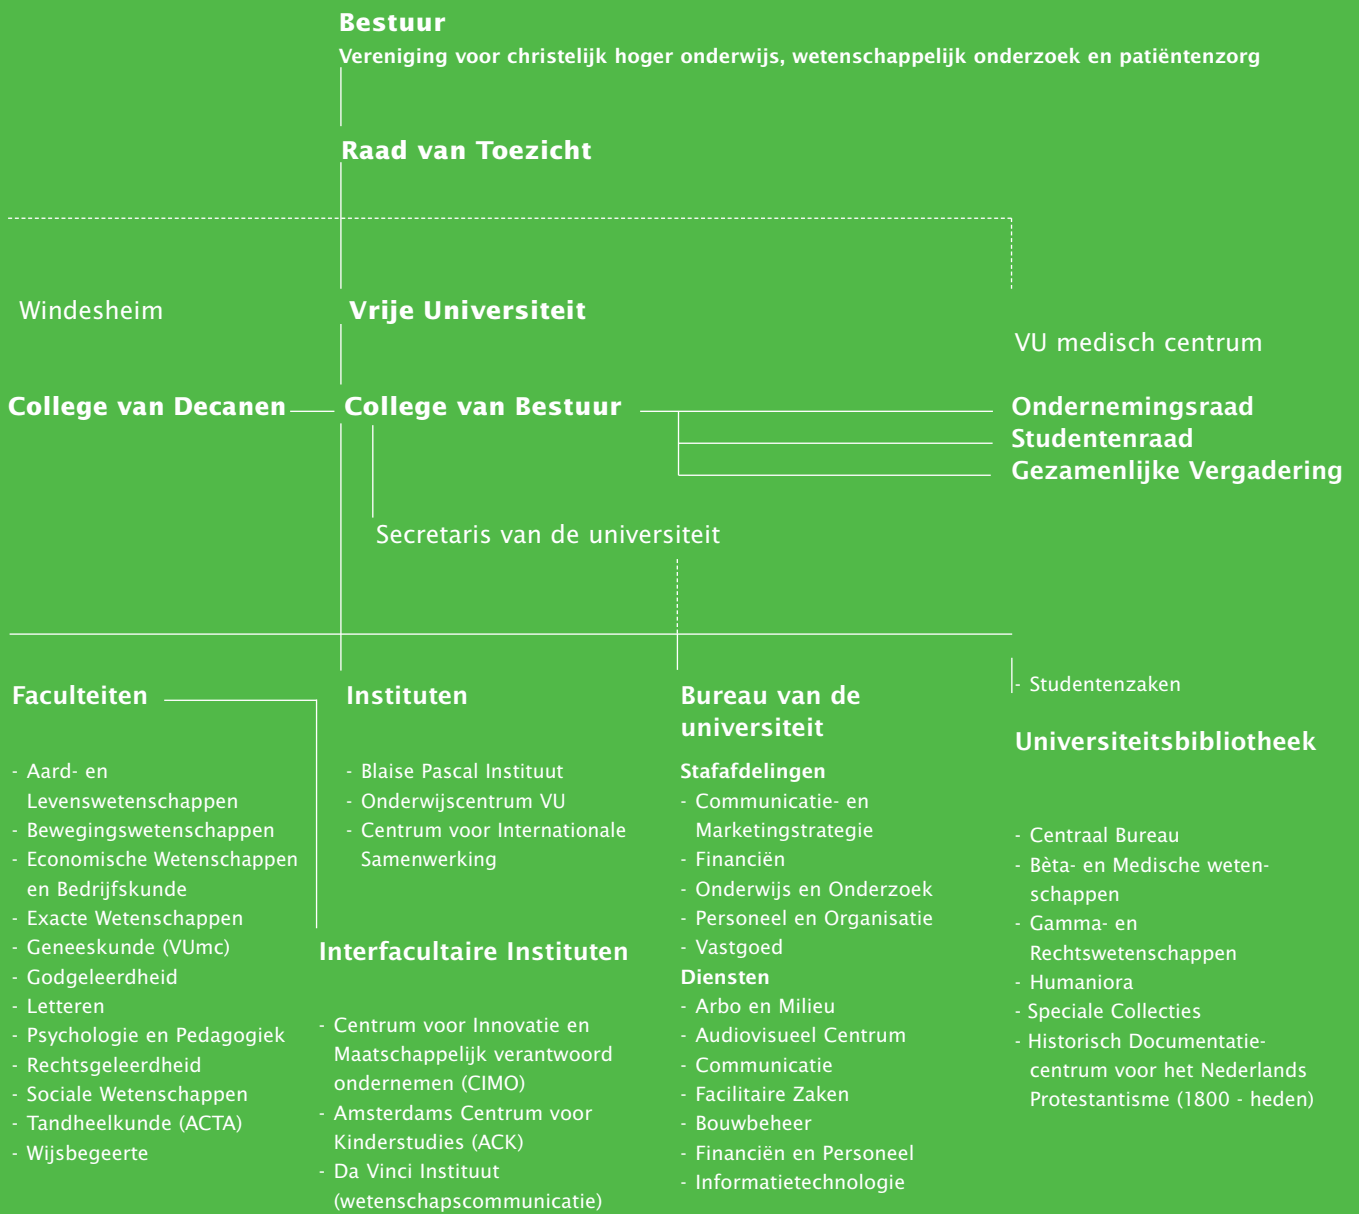 Bestuur
Vereniging voor christelijk hoger onderwijs, wetenschappelijk onderzoek en patiëntenzorg
Raad van Toezicht
Windesheim
Vrije Universiteit
VU medisch centrum
College van Decanen
College van Bestuur
Ondernemingsraad
Studentenraad
Gezamenlijke Vergadering
Secretaris van de universiteit
Faculteiten
- Aard- en
Levenswetenschappen
- Bewegingswetenschappen
- Economische Wetenschappen
en Bedrijfskunde
- Exacte Wetenschappen
- Geneeskunde (VUmc)
- Godgeleerdheid
- Letteren
- Psychologie en Pedagogiek
- Rechtsgeleerdheid
- Sociale Wetenschappen
- Tandheelkunde (ACTA)
- Wijsbegeerte
Instituten
- Blaise Pascal Instituut
- Onderwijscentrum VU
- Centrum voor Internationale
Samenwerking
Interfacultaire Instituten
- Centrum voor Innovatie en
Maatschappelijk verantwoord
ondernemen (CIMO)
- Amsterdams Centrum voor
Kinderstudies (ACK)
- Da Vinci Instituut
(wetenschapscommunicatie)
Bureau van de
universiteit
Stafafdelingen
- Communicatie- en
Marketingstrategie
- Financiën
- Onderwijs en Onderzoek
- Personeel en Organisatie
- Vastgoed
Diensten
- Arbo en Milieu
- Audiovisueel Centrum
- Communicatie
- Facilitaire Zaken
- Bouwbeheer
- Financiën en Personeel
- Informatietechnologie
- Studentenzaken
Universiteitsbibliotheek
- Centraal Bureau
- Bèta- en Medische weten-
schappen
- Gamma- en
Rechtswetenschappen
- Humaniora
- Speciale Collecties
- Historisch Documentatie-
centrum voor het Nederlands
Protestantisme (1800 - heden)